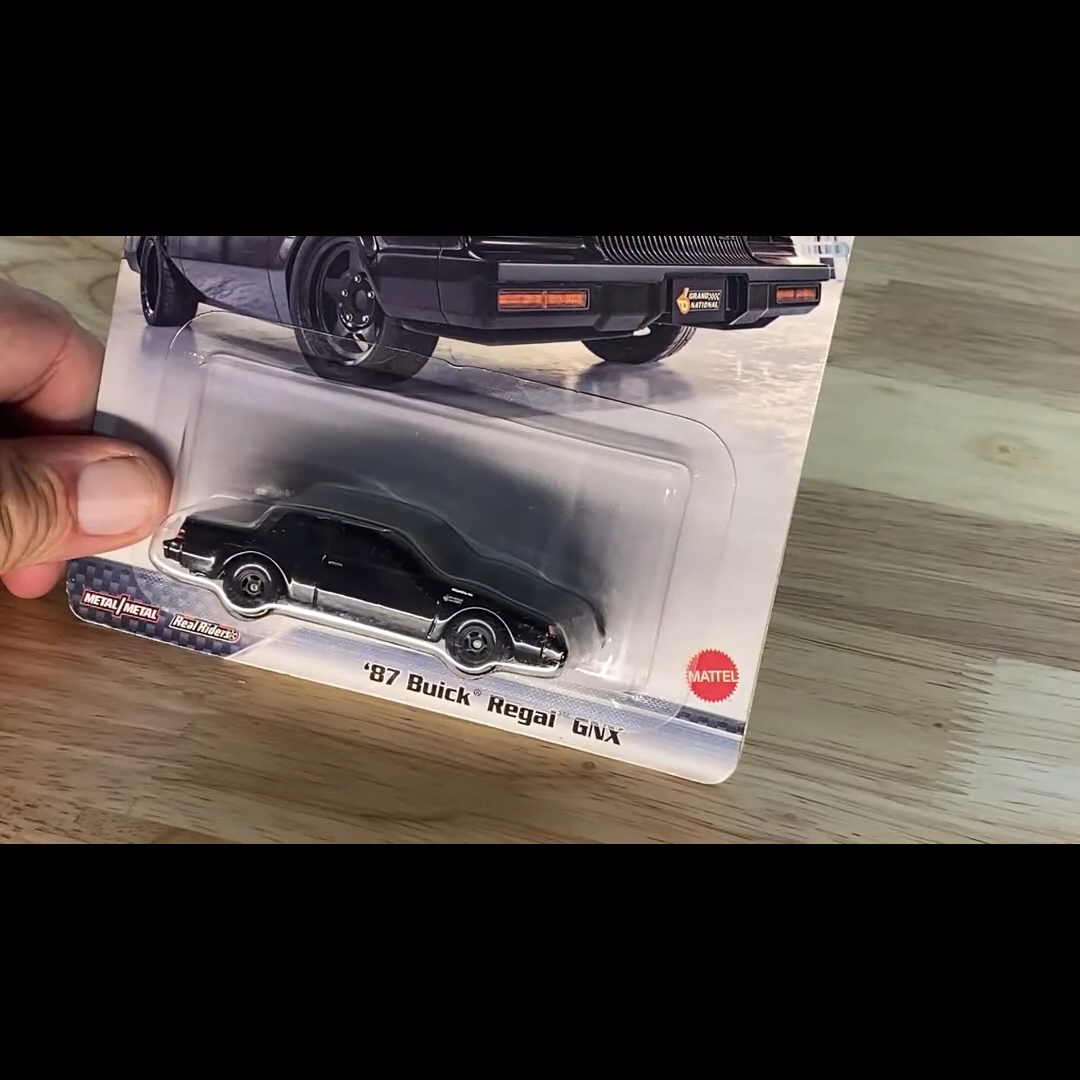 GRAND
NATIONAL
METAL/METAL
Real Riders
'87 Buick® Regal™ GNX
MATTEL